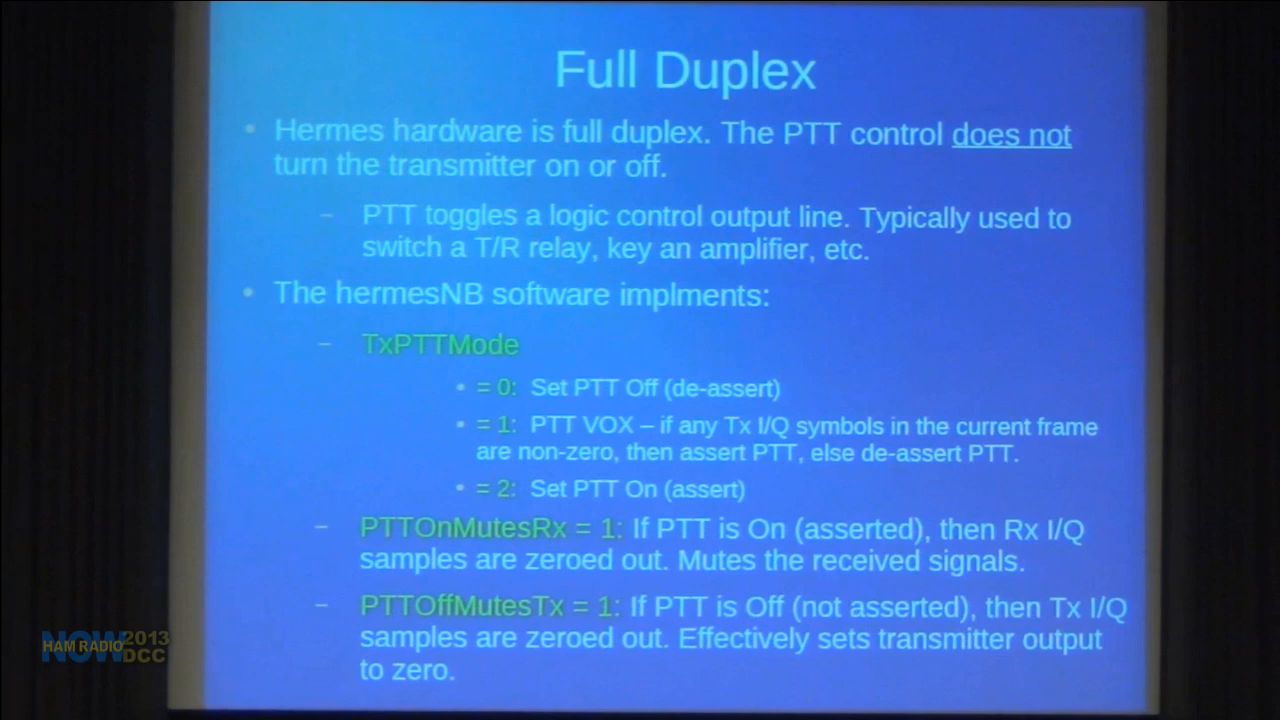 Full Duplex
• Hermes hardware is full duplex. The PTT control does not
turn the transmitter on or off.
– PTT toggles a logic control output line. Typically used to
switch a T/R relay, key an amplifier, etc.
• The hermesNB software implments:
– TxPTTMode
• = 0: Set PTT Off (de-assert)
• = 1: PTT VOX – if any Tx I/Q symbols in the current frame
are non-zero, then assert PTT, else de-assert PTT.
• = 2: Set PTT On (assert)
– PTTOnMutesRx = 1: If PTT is On (asserted), then Rx I/Q
samples are zeroed out. Mutes the received signals.
– PTTOffMutesTx = 1: If PTT is Off (not asserted), then Tx I/Q
samples are zeroed out. Effectively sets transmitter output
to zero.
HAM RADIO NOW 2013 DCC